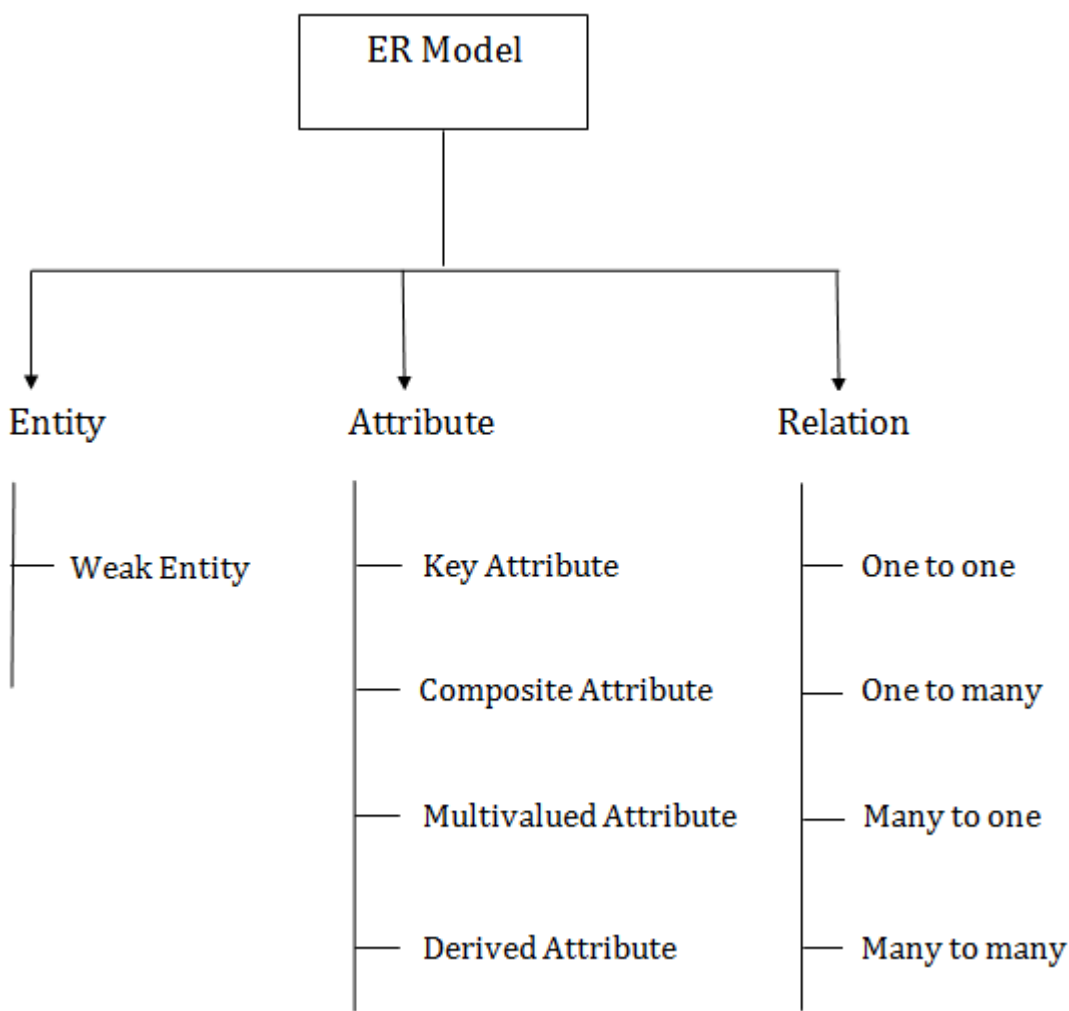 ER Model
Entity
Attribute
Relation
Weak Entity
Key Attribute
One to one
Composite Attribute
One to many
Multivalued Attribute
Many to one
Derived Attribute
Many to many